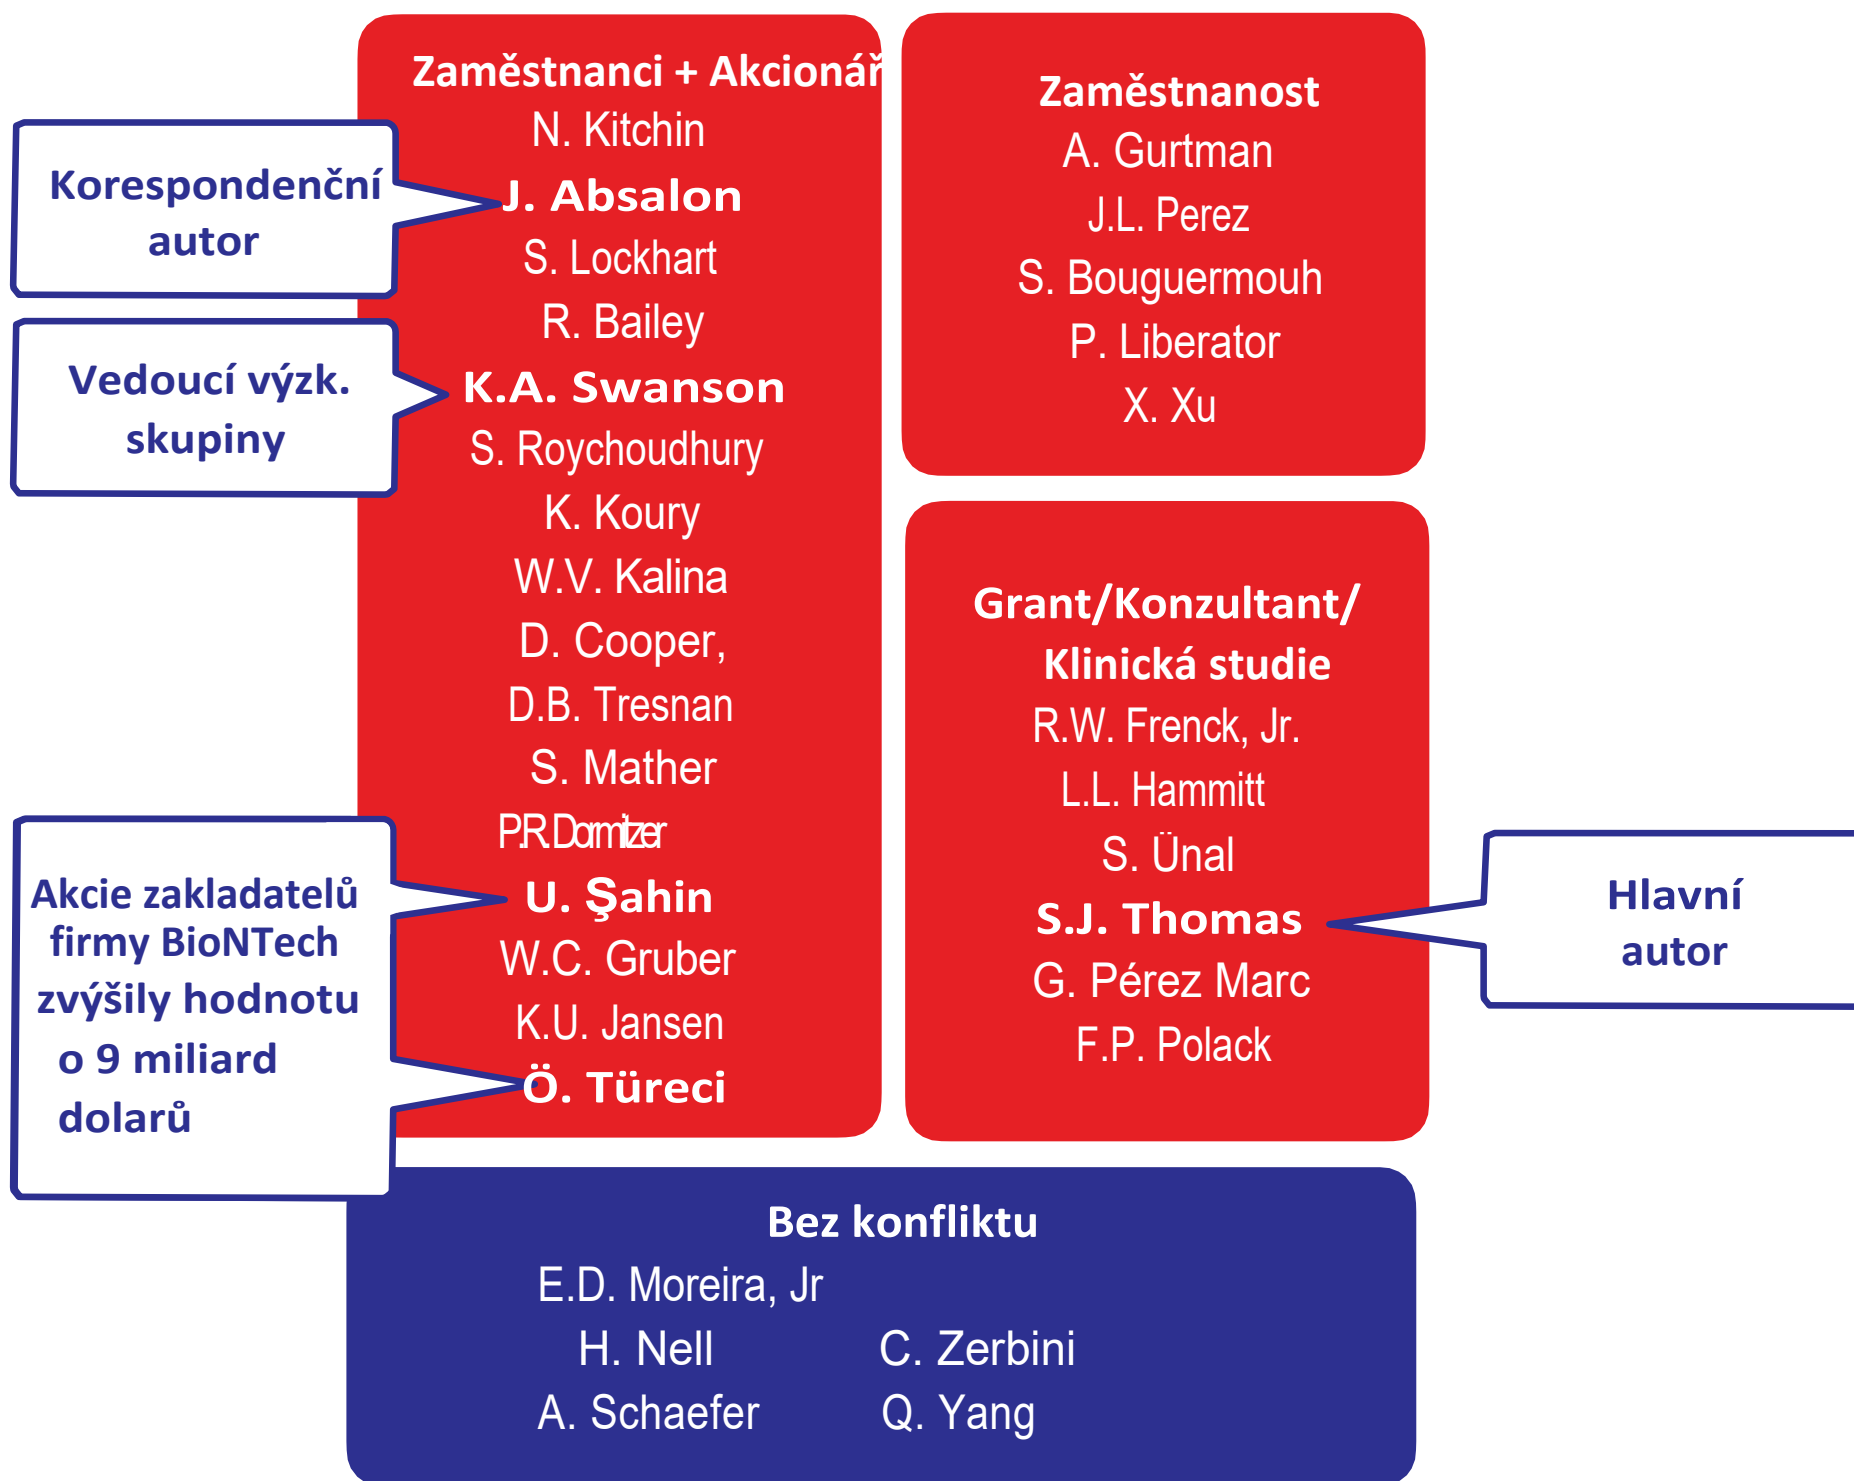 Zaměstnanci + Akcionář
N. Kitchin
J. Absalon
S. Lockhart
R. Bailey
K.A. Swanson
S. Roychoudhury
K. Koury
W.V. Kalina
D. Cooper,
D.B. Tresnan
S. Mather
P.R.Dormitzer
U. Şahin
W.C. Gruber
K.U. Jansen
Ö. Türeci
Korespondenční
autor
Vedoucí výzk.
skupiny
Akcie zakladatelů
firmy BioNTech
zvýšily hodnotu
o 9 miliard
dolarů
Zaměstnanost
A. Gurtman
J.L. Perez
S. Bouguermouh
P. Liberator
X. Xu
Grant/Konzultant/
Klinická studie
R.W. Frenck, Jr.
L.L. Hammitt
S. Ünal
S.J. Thomas
G. Pérez Marc
F.P. Polack
Hlavní
autor
Bez konfliktu
E.D. Moreira, Jr
H. Nell C. Zerbini
A. Schaefer Q. Yang